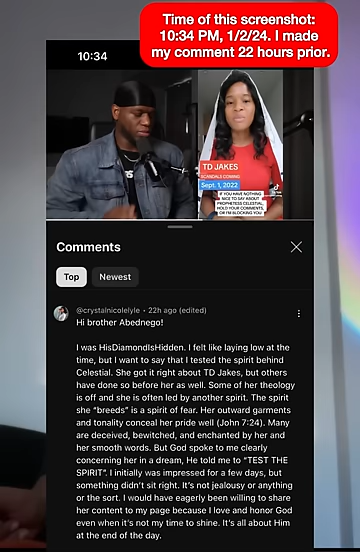 Time of this screenshot:
10:34 PM, 1/2/24. I made
my comment 22 hours prior.
10:34
TD JAKES
SCANDALS COMING
Sept. 1, 2022
IF YOU HAVE NOTHING
NICE TO SAY ABOUT
PROPHETESS CELESTIAL,
HOLD YOUR COMMENTS,
OR I'M BLOCKING YOU
Comments
Top
Newest
@crystalnicolelyle • 22h ago (edited)
Hi brother Abednego!
I was HisDiamondIsHidden. I felt like laying low at the
time, but I want to say that I tested the spirit behind
Celestial. She got it right about TD Jakes, but others
have done so before her as well. Some of her theology
is off and she is often led by another spirit. The spirit
she “breeds” is a spirit of fear. Her outward garments
and tonality conceal her pride well (John 7:24). Many
are deceived, bewitched, and enchanted by her and
her smooth words. But God spoke to me clearly
concerning her in a dream, He told me to “TEST THE
SPIRIT”. I initially was impressed for a few days, but
something didn't sit right. It's not jealousy or anything
or the sort. I would have eagerly been willing to share
her content to my page because I love and honor God
even when it's not my time to shine. It's all about Him
at the end of the day.